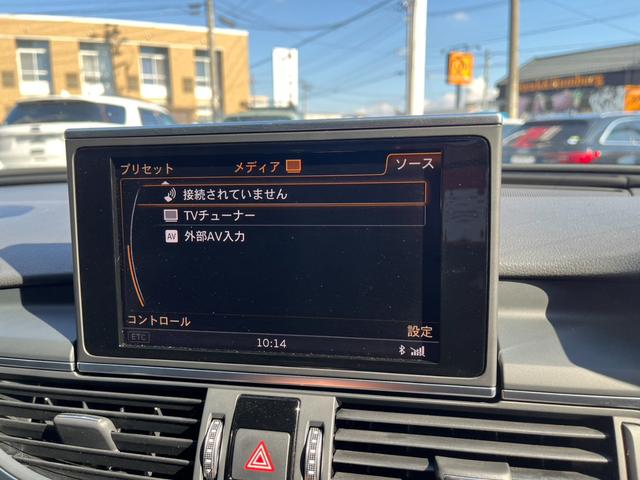 プリセット
メディア
ソース
接続されていません
TVチューナー
AV 外部AV入力
コントロール
設定
ETC
10:14